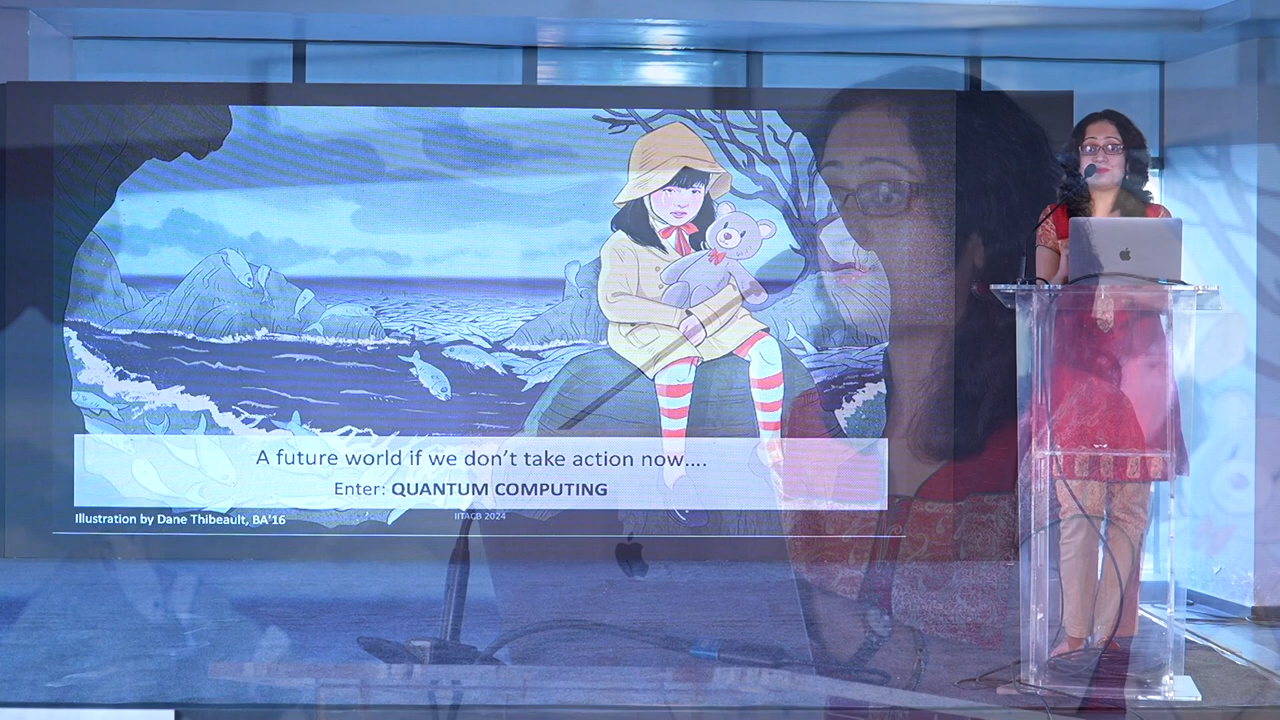 A future world if we don't take action now....
Enter: QUANTUM COMPUTING
Illustration by Dane Thibeault, BA'16
IITACB 2024